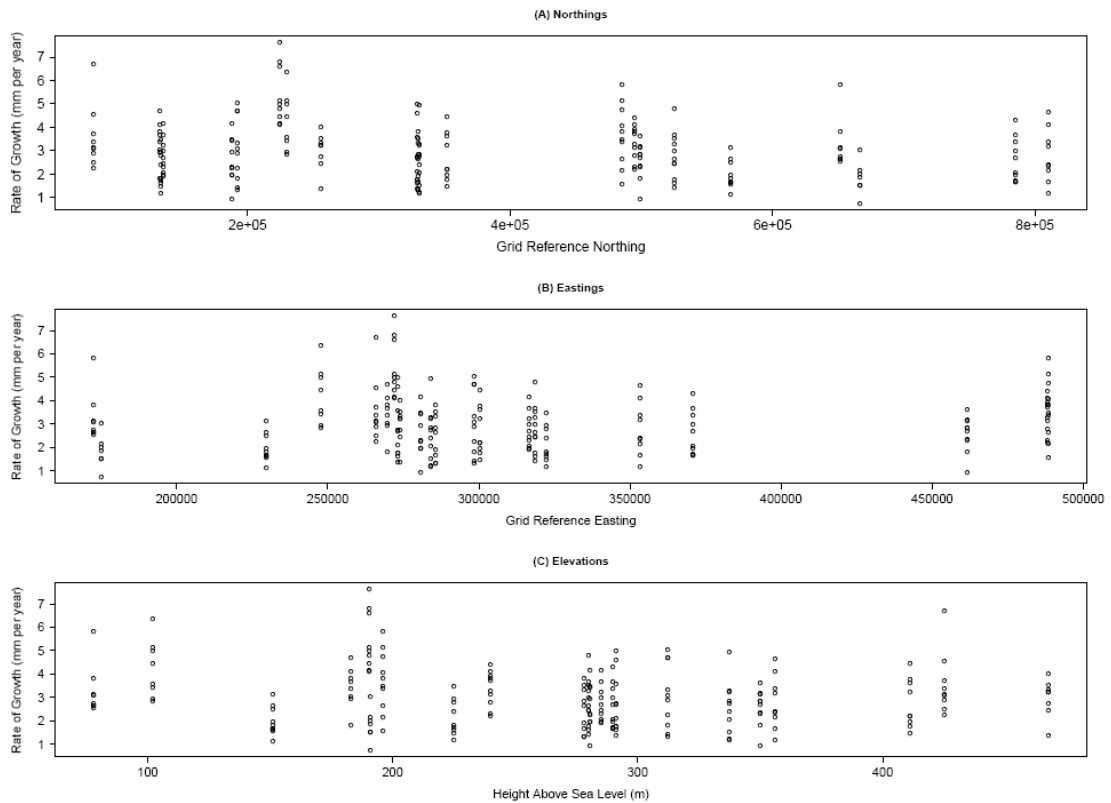 (A) Northings
Rate of Growth (mm per year)
7
6
5
4
3
2
1
2e+05 4e+05 6e+05 8e+05
Grid Reference Northing
(B) Eastings
Rate of Growth (mm per year)
7
6
5
4
3
2
1
200000 250000 300000 350000 400000 450000 500000
Grid Reference Easting
(C) Elevations
Rate of Growth (mm per year)
7
6
5
4
3
2
1
100 200 300 400
Height Above Sea Level (m)